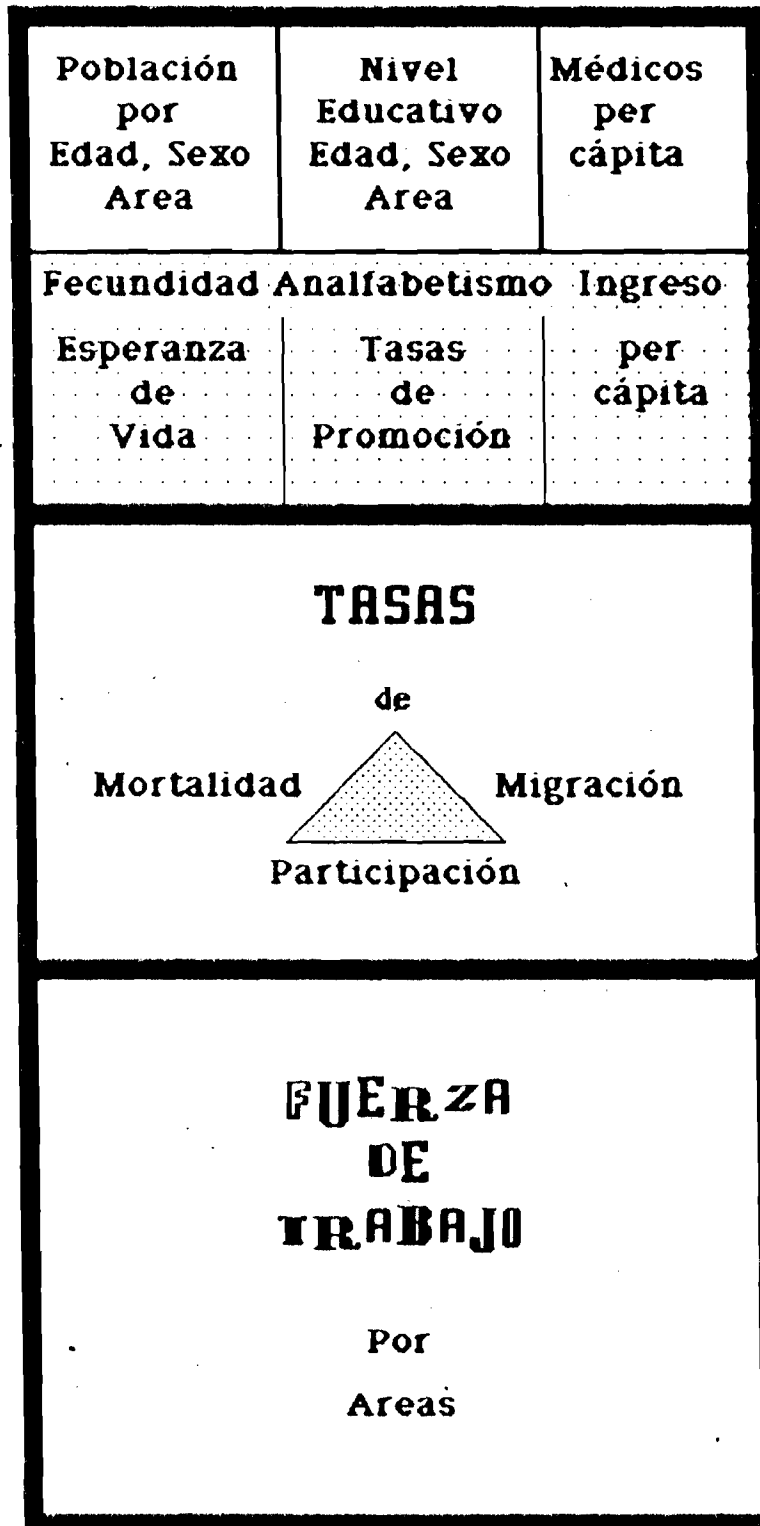 Población
por
Edad, Sexo
Area
Nivel
Educativo
Edad, Sexo
Area
Médicos
per
cápita
Fecundidad Analfabetismo Ingreso
Esperanza
de
Vida
Tasas
de
Promoción
per
cápita
TASAS
de
Mortalidad
Migración
Participación
FUERZA
DE
TRABAJO
Por
Areas